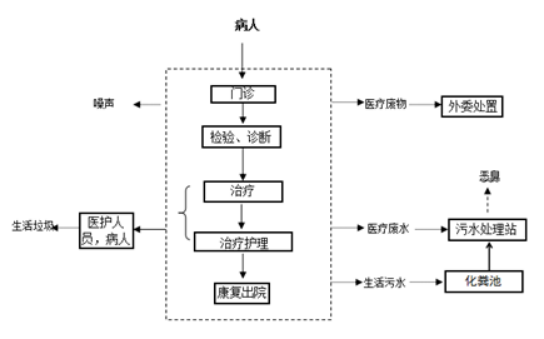 病人
门诊
噪声
医疗废物
外委处置
检验、诊断
恶臭
治疗
生活垃圾
医护人
员，病人
医疗废水
污水处理站
治疗护理
生活污水
化粪池
康复出院